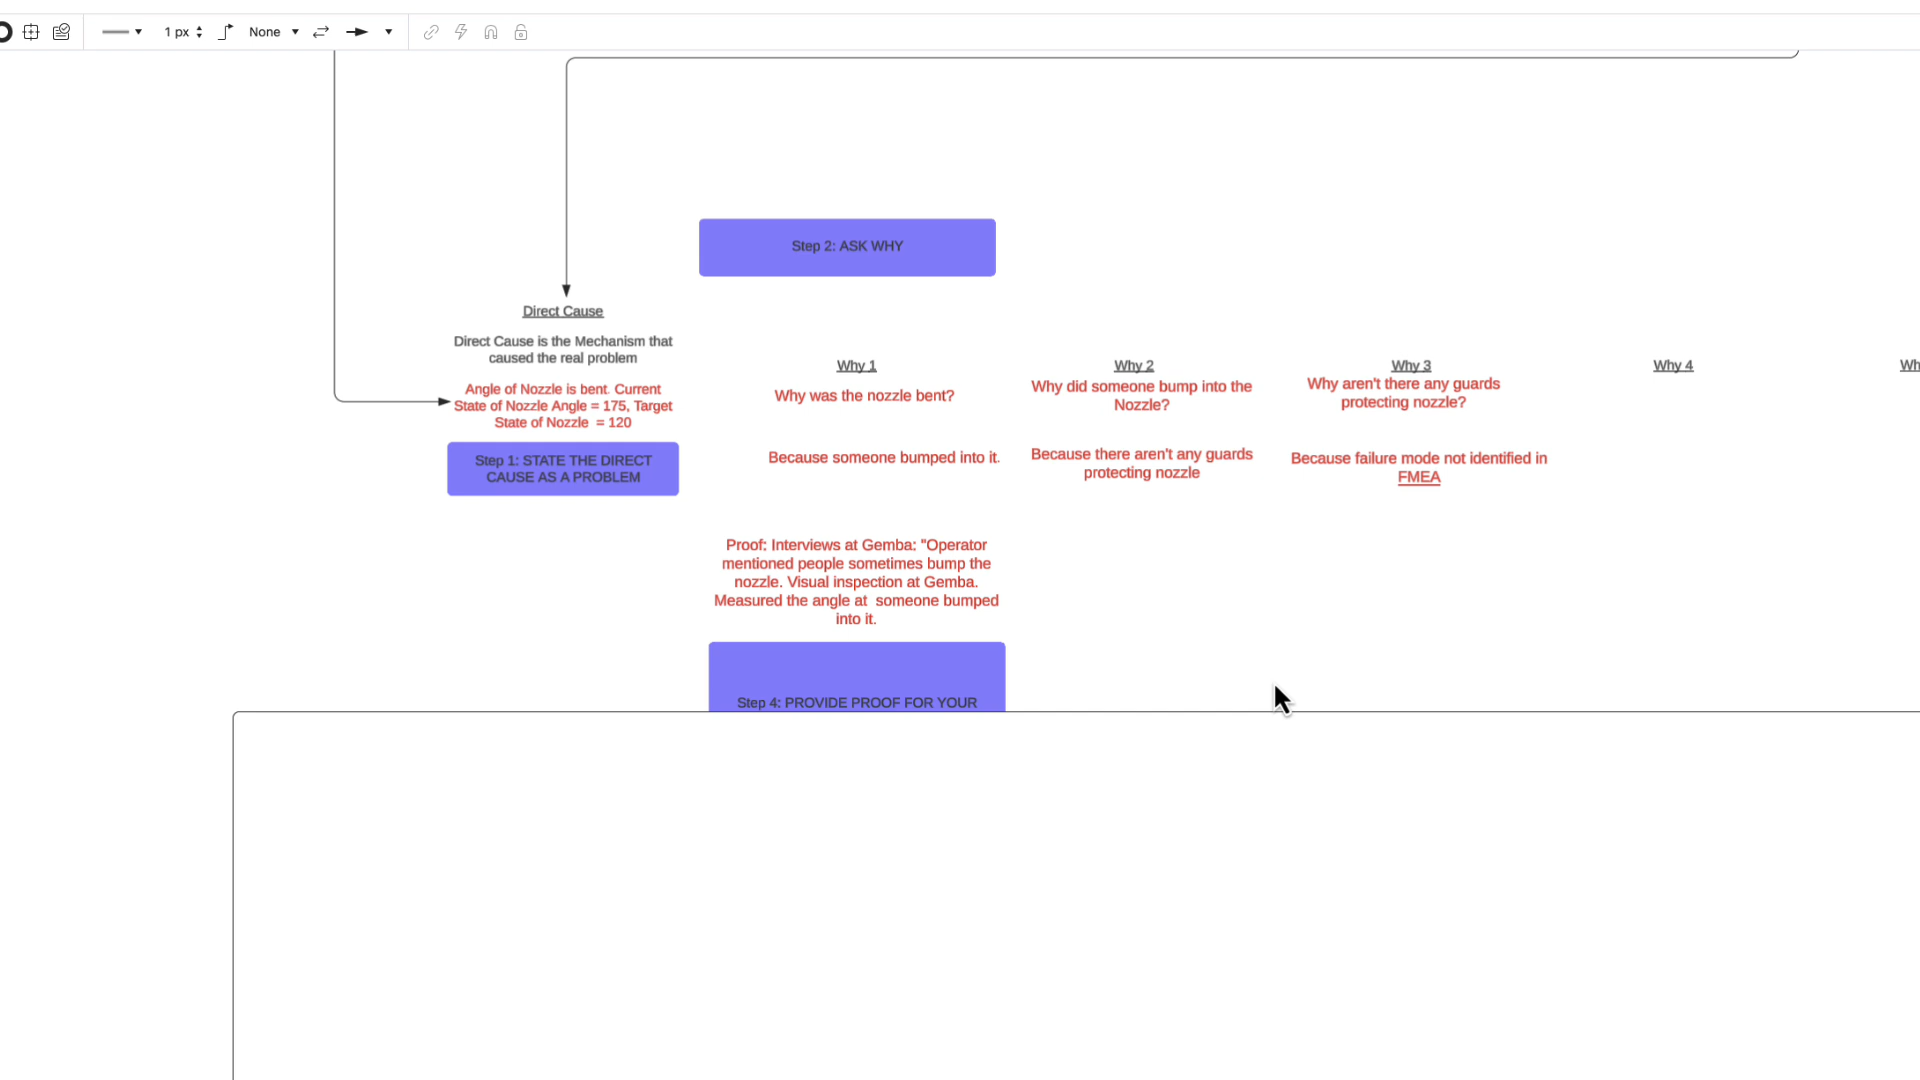 1 px
None
Step 2: ASK WHY
Direct Cause
Direct Cause is the Mechanism that
caused the real problem
Angle of Nozzle is bent. Current
State of Nozzle Angle = 175, Target
State of Nozzle = 120
Step 1: STATE THE DIRECT
CAUSE AS A PROBLEM
Why 1
Why was the nozzle bent?
Because someone bumped into it.
Why 2
Why did someone bump into the
Nozzle?
Because there aren't any guards
protecting nozzle
Why 3
Why aren't there any guards
protecting nozzle?
Because failure mode not identified in
FMEA
Why 4
Wh
Proof: Interviews at Gemba: "Operator
mentioned people sometimes bump the
nozzle. Visual inspection at Gemba.
Measured the angle at someone bumped
into it.
Step 4: PROVIDE PROOF FOR YOUR